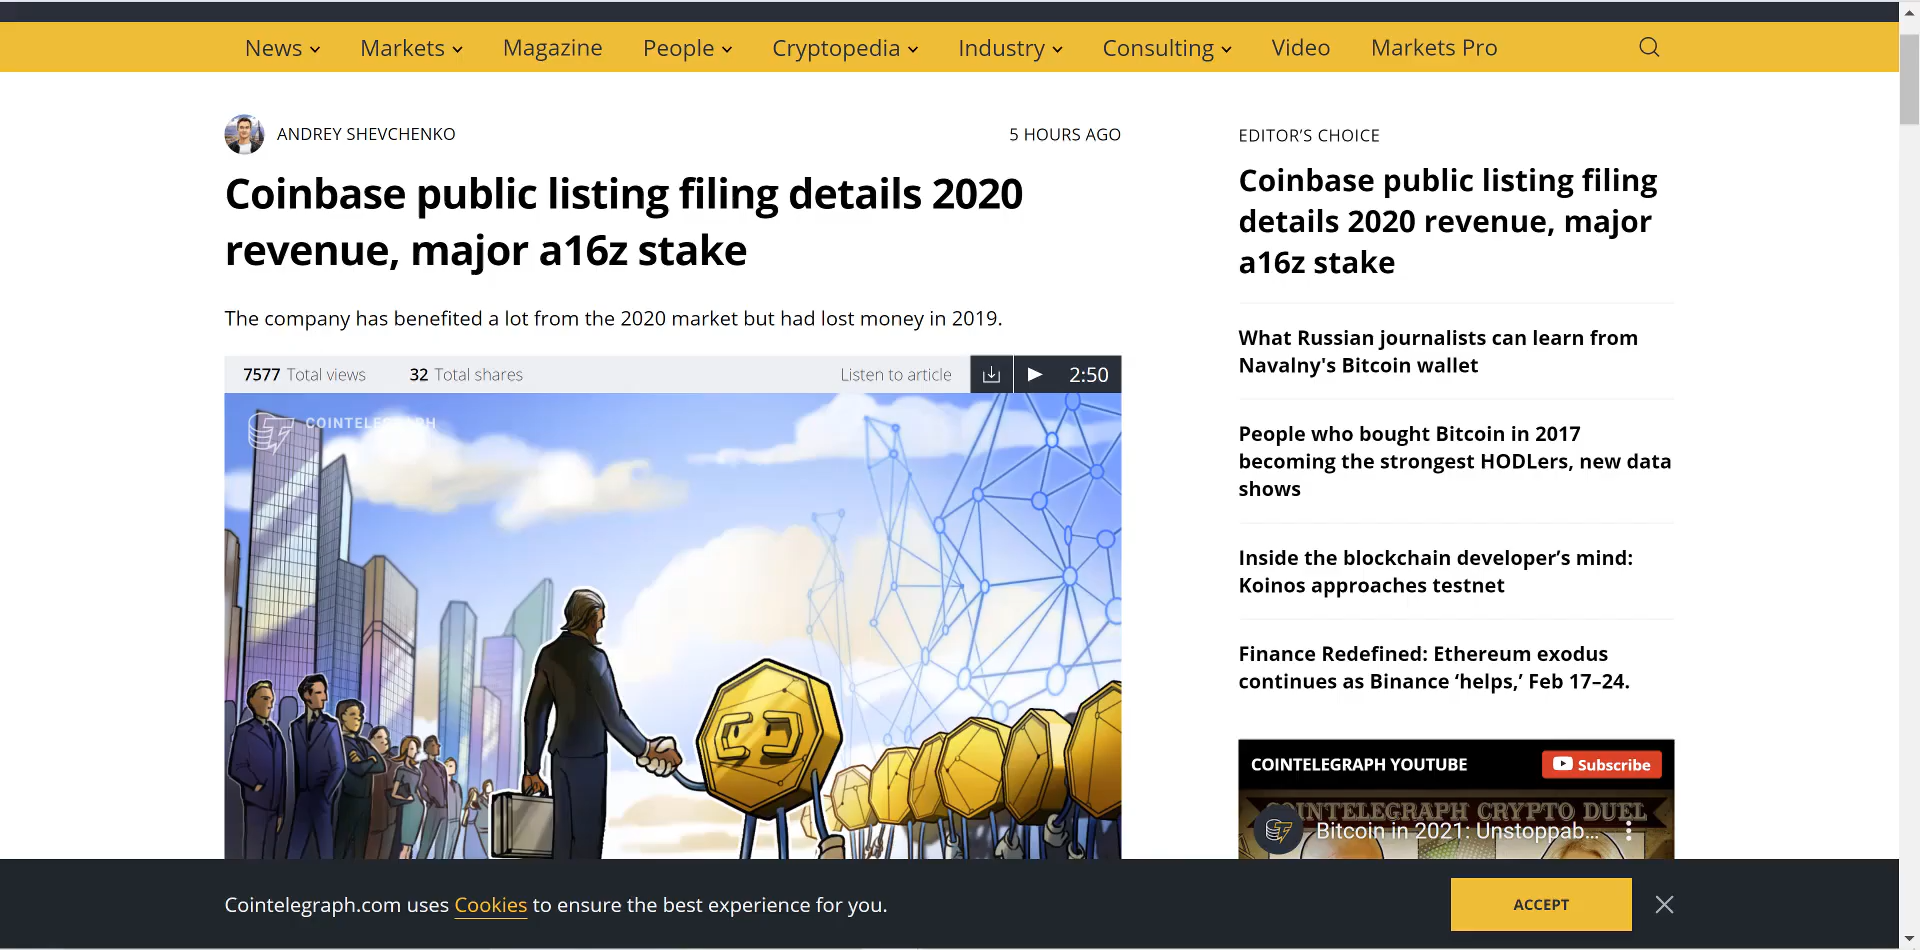 News Markets Magazine People Cryptopedia Industry Consulting Video Markets Pro
ANDREY SHEVCHENKO 5 HOURS AGO
Coinbase public listing filing details 2020
revenue, major a16z stake
The company has benefited a lot from the 2020 market but had lost money in 2019.
7577 Total views 32 Total shares Listen to article 2:50
COINTELEGRAPH
EDITOR’S CHOICE
Coinbase public listing filing
details 2020 revenue, major
a16z stake
What Russian journalists can learn from
Navalny's Bitcoin wallet
People who bought Bitcoin in 2017
becoming the strongest HODLers, new data
shows
Inside the blockchain developer’s mind:
Koinos approaches testnet
Finance Redefined: Ethereum exodus
continues as Binance ‘helps,’ Feb 17–24.
COINTELEGRAPH YOUTUBE Subscribe
COINTELEGRAPH CRYPTO DUEL
Bitcoin in 2021: Unstoppab...
Cointelegraph.com uses Cookies to ensure the best experience for you.
ACCEPT